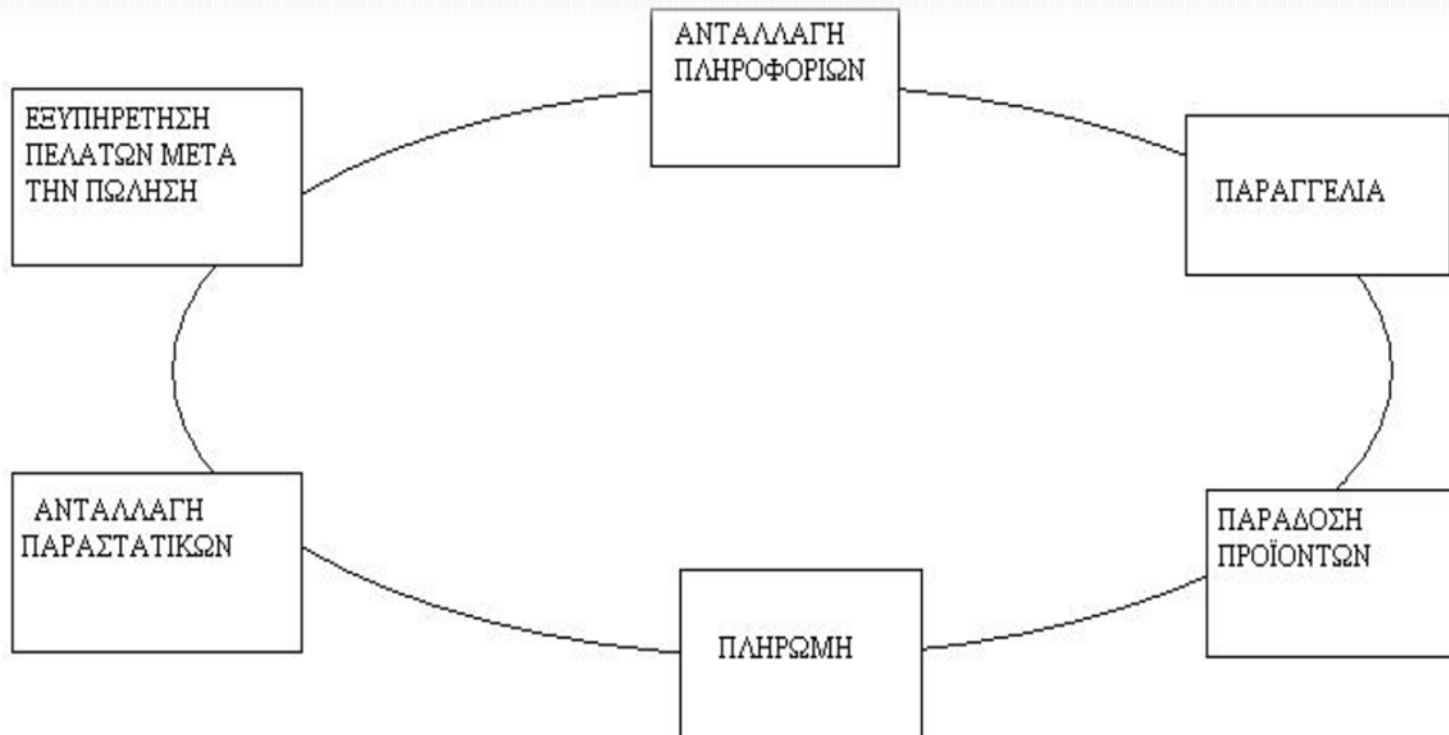 ΑΝΤΑΛΛΑΓΗ
ΠΛΗΡΟΦΟΡΙΩΝ
ΕΞΥΠΗΡΕΤΗΣΗ
ΠΕΛΑΤΩΝ ΜΕΤΑ
ΤΗΝ ΠΩΛΗΣΗ
ΠΑΡΑΓΓΕΛΙΑ
ΑΝΤΑΛΛΑΓΗ
ΠΑΡΑΣΤΑΤΙΚΩΝ
ΠΑΡΑΔΟΣΗ
ΠΡΟΪΟΝΤΩΝ
ΠΛΗΡΩΜΗ